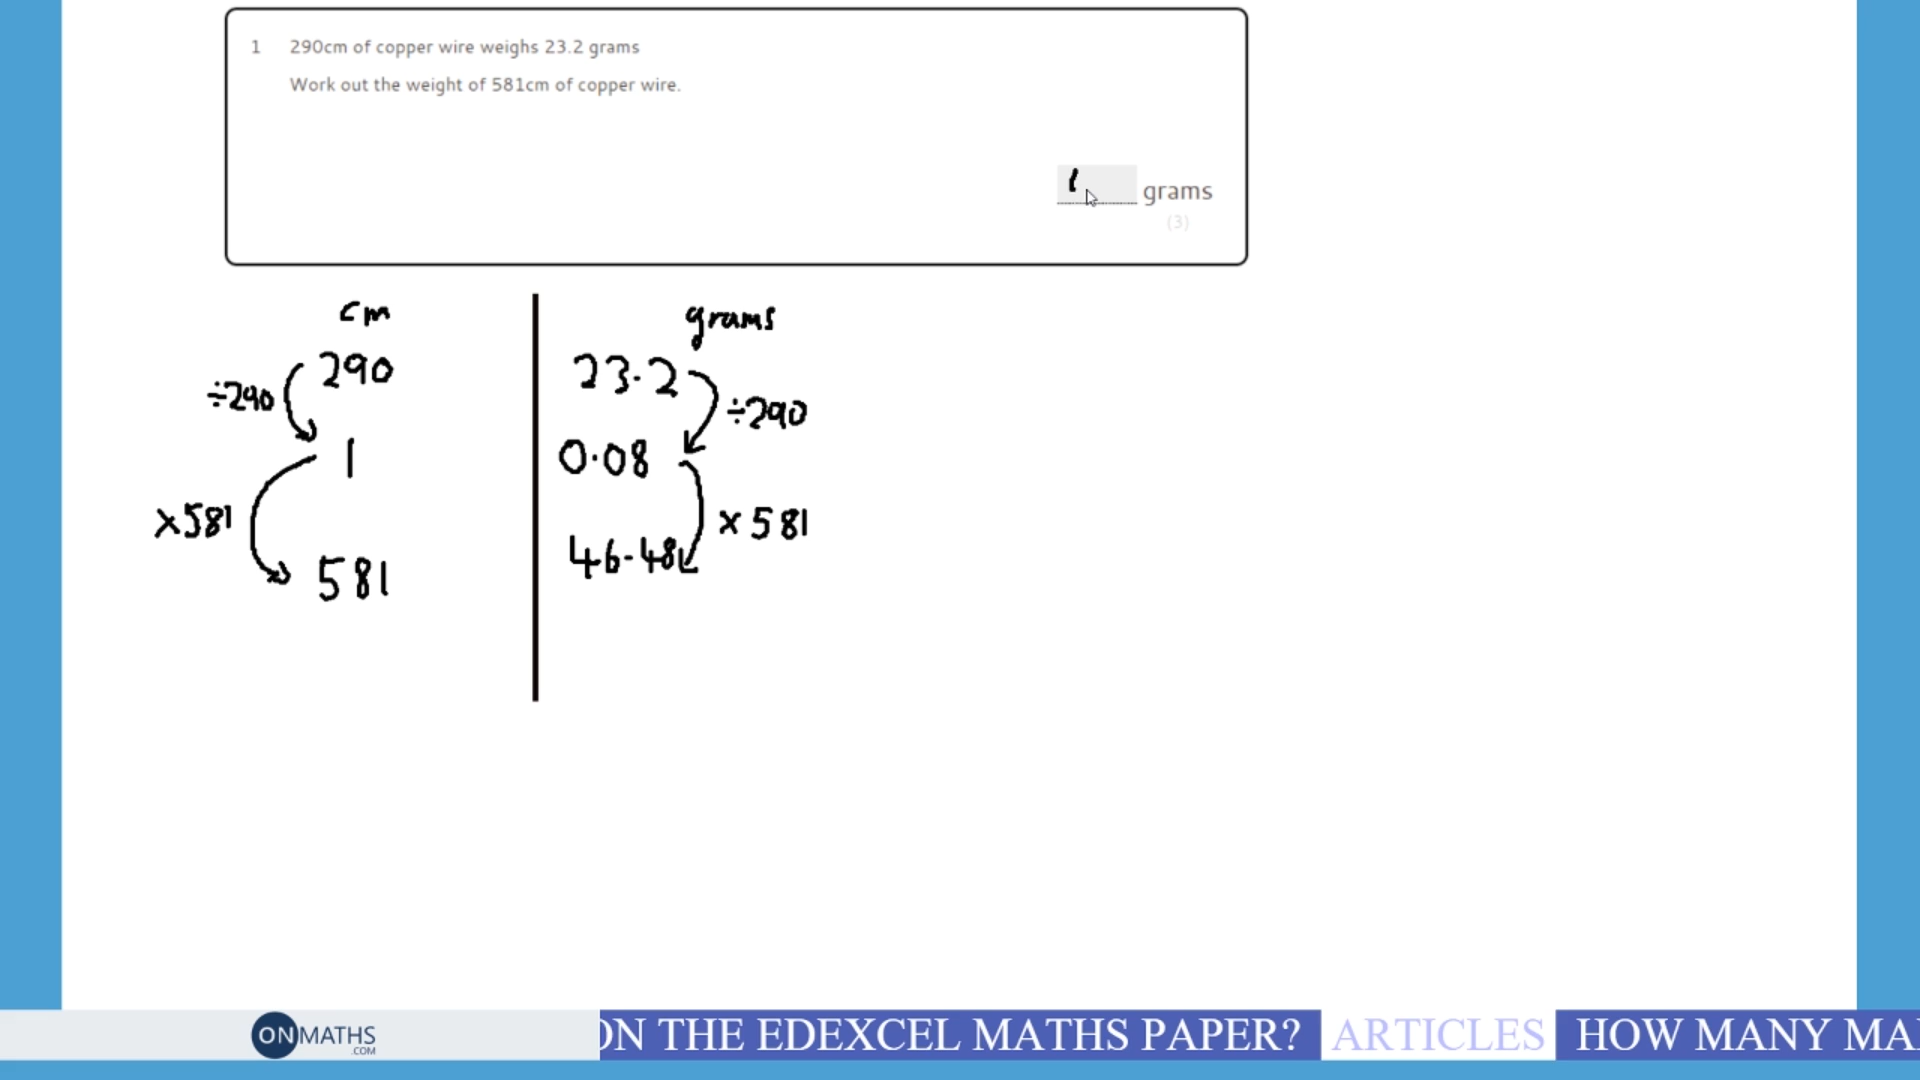 1 290cm of copper wire weighs 23.2 grams
Work out the weight of 581cm of copper wire.
grams
(3)
cm grams
290 23.2
÷290 ÷290
1 0.08
×581 ×581
581 46.48
ONMATHS
.COM
ON THE EDEXCEL MATHS PAPER? ARTICLES HOW MANY MA